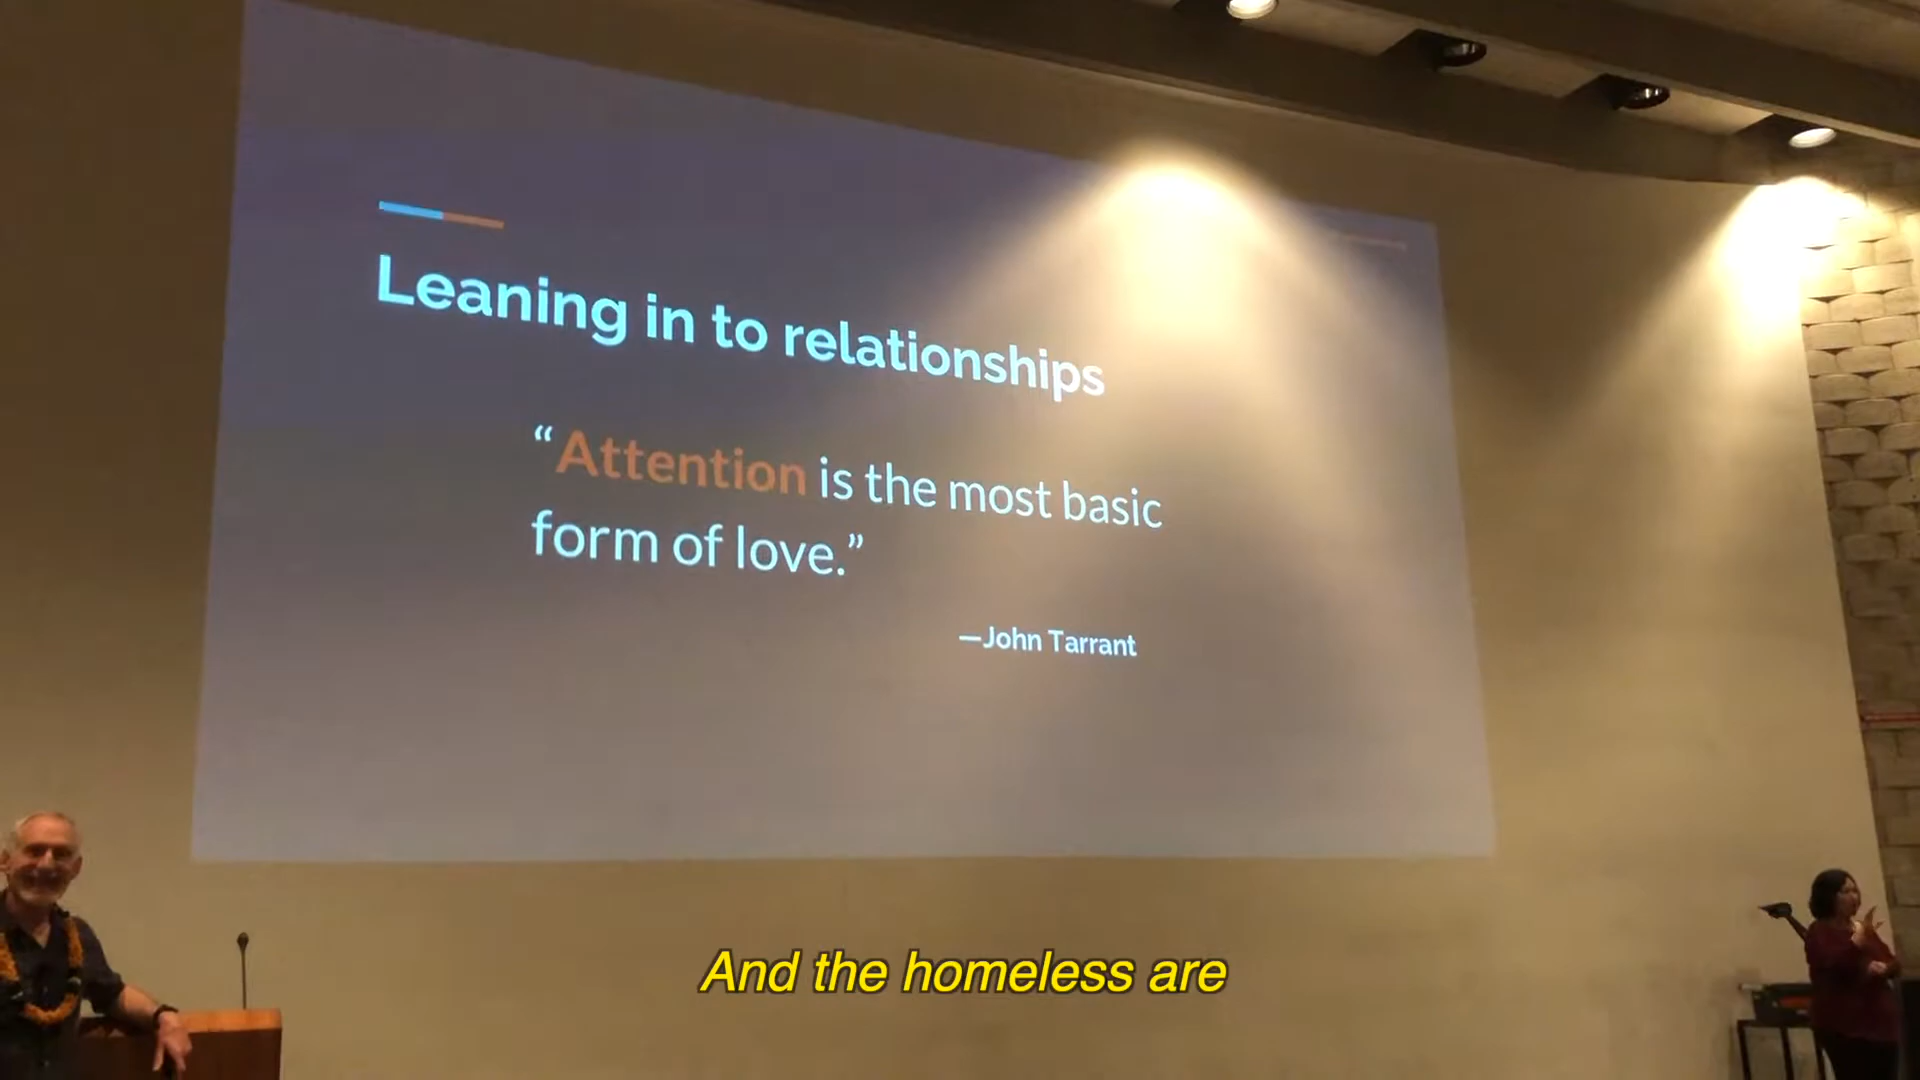 Leaning in to relationships
“Attention is the most basic
form of love.”
—John Tarrant
And the homeless are